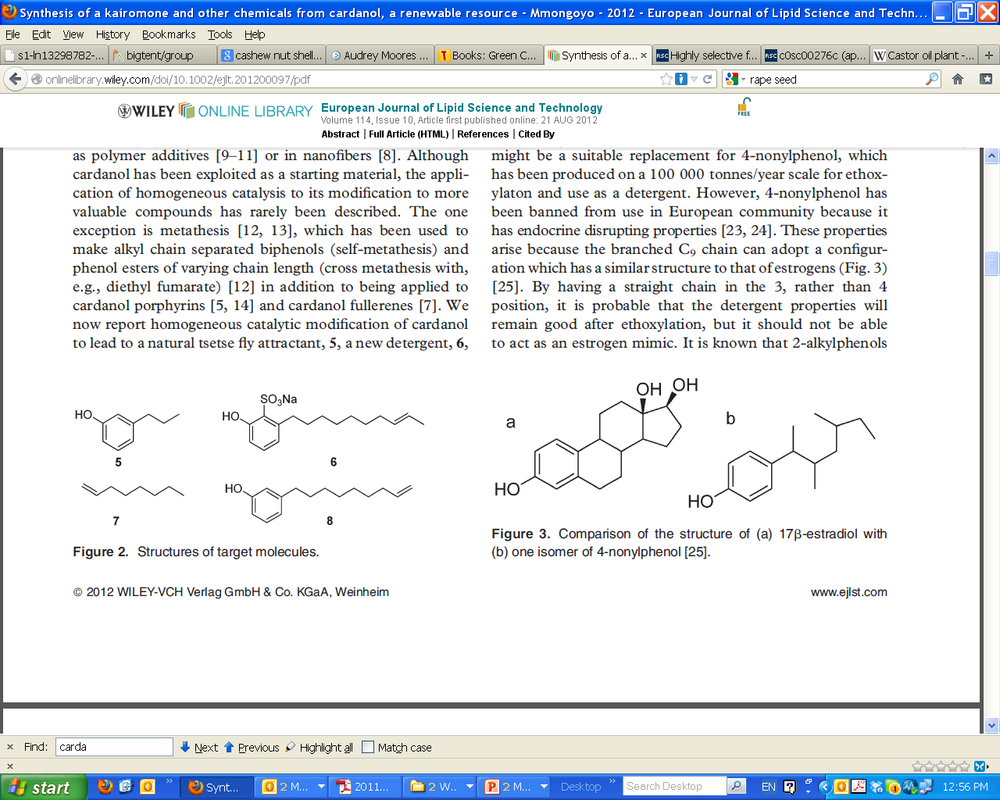 Synthesis of a kairomone and other chemicals from cardanol, a renewable resource - Mmongoyo - 2012 - European Journal of Lipid Science and Techn...
File Edit View History Bookmarks Tools Help
s1-ln13298782-... bigtent/group cashew nut shell... Audrey Moores ... Books: Green C... Synthesis of a... Highly selective f... c0sc00276c (ap... Castor oil plant -...
onlinelibrary.wiley.com/doi/10.1002/ejlt.201200097/pdf
rape seed
WILEY ONLINE LIBRARY
European Journal of Lipid Science and Technology
Volume 114, Issue 10, Article first published online: 21 AUG 2012
Abstract | Full Article (HTML) | References | Cited By
FREE
as polymer additives [9–11] or in nanofibers [8]. Although
cardanol has been exploited as a starting material, the appli-
cation of homogeneous catalysis to its modification to more
valuable compounds has rarely been described. The one
exception is metathesis [12, 13], which has been used to
make alkyl chain separated biphenols (self-metathesis) and
phenol esters of varying chain length (cross metathesis with,
e.g., diethyl fumarate) [12] in addition to being applied to
cardanol porphyrins [5, 14] and cardanol fullerenes [7]. We
now report homogeneous catalytic modification of cardanol
to lead to a natural tsetse fly attractant, 5, a new detergent, 6,
might be a suitable replacement for 4-nonylphenol, which
has been produced on a 100 000 tonnes/year scale for ethox-
ylaton and use as a detergent. However, 4-nonylphenol has
been banned from use in European community because it
has endocrine disrupting properties [23, 24]. These properties
arise because the branched C9 chain can adopt a configur-
ation which has a similar structure to that of estrogens (Fig. 3)
[25]. By having a straight chain in the 3, rather than 4
position, it is probable that the detergent properties will
remain good after ethoxylation, but it should not be able
to act as an estrogen mimic. It is known that 2-alkylphenols
HO
5
SO3Na
HO
6
7
HO
8
Figure 2. Structures of target molecules.
a
OH
OH
HO
b
HO
Figure 3. Comparison of the structure of (a) 17β-estradiol with
(b) one isomer of 4-nonylphenol [25].
© 2012 WILEY-VCH Verlag GmbH & Co. KGaA, Weinheim
www.ejlst.com
× Find: carda Next Previous Highlight all Match case
start Synt... 2 M... 2011... 2 W... 2 M... Desktop Search Desktop EN 12:56 PM